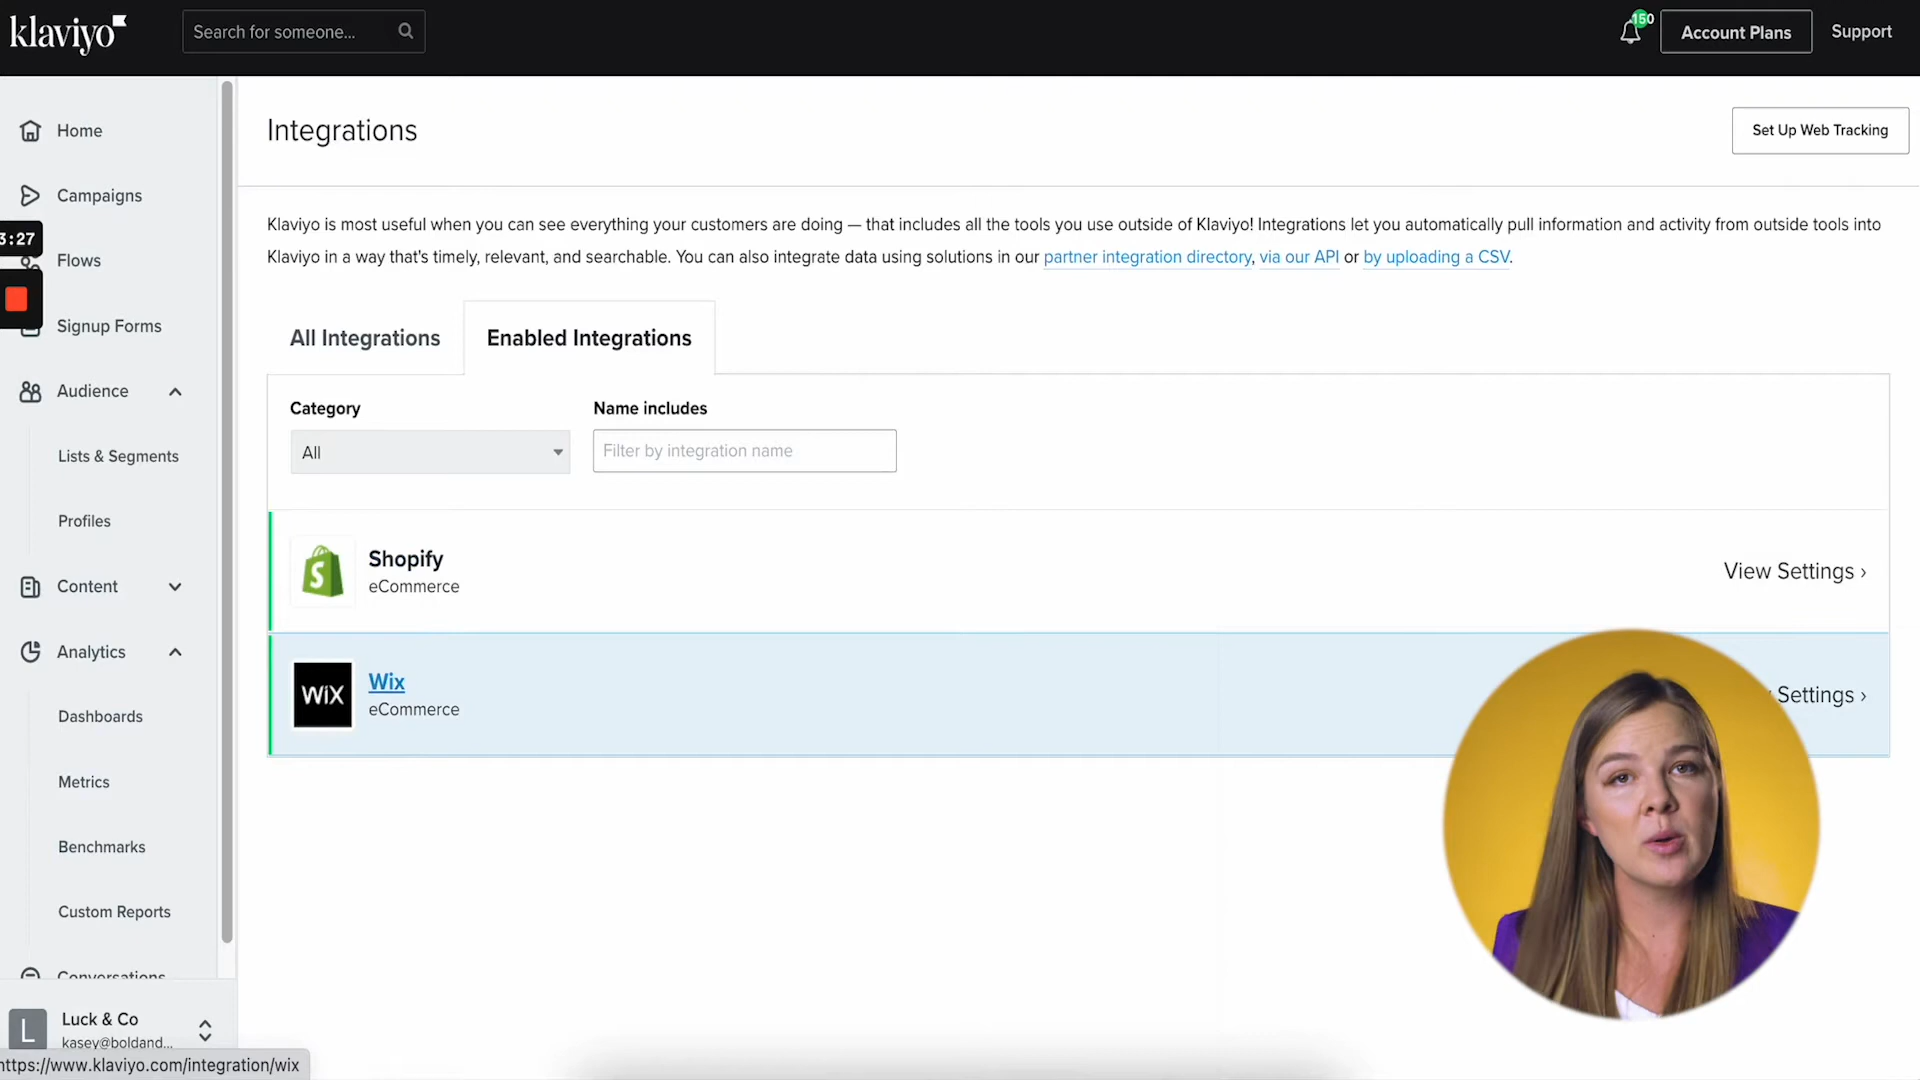 klaviyo
Search for someone...
150
Account Plans
Support
Home
Campaigns
3:27
Flows
Signup Forms
Audience
Lists & Segments
Profiles
Content
Analytics
Dashboards
Metrics
Benchmarks
Custom Reports
Conversations
L
Luck & Co
kasey@boldand...
https://www.klaviyo.com/integration/wix
Integrations
Set Up Web Tracking
Klaviyo is most useful when you can see everything your customers are doing — that includes all the tools you use outside of Klaviyo! Integrations let you automatically pull information and activity from outside tools into
Klaviyo in a way that's timely, relevant, and searchable. You can also integrate data using solutions in our partner integration directory, via our API or by uploading a CSV.
All Integrations
Enabled Integrations
Category
Name includes
All
Filter by integration name
Shopify
eCommerce
View Settings ›
WiX
Wix
eCommerce
Settings ›